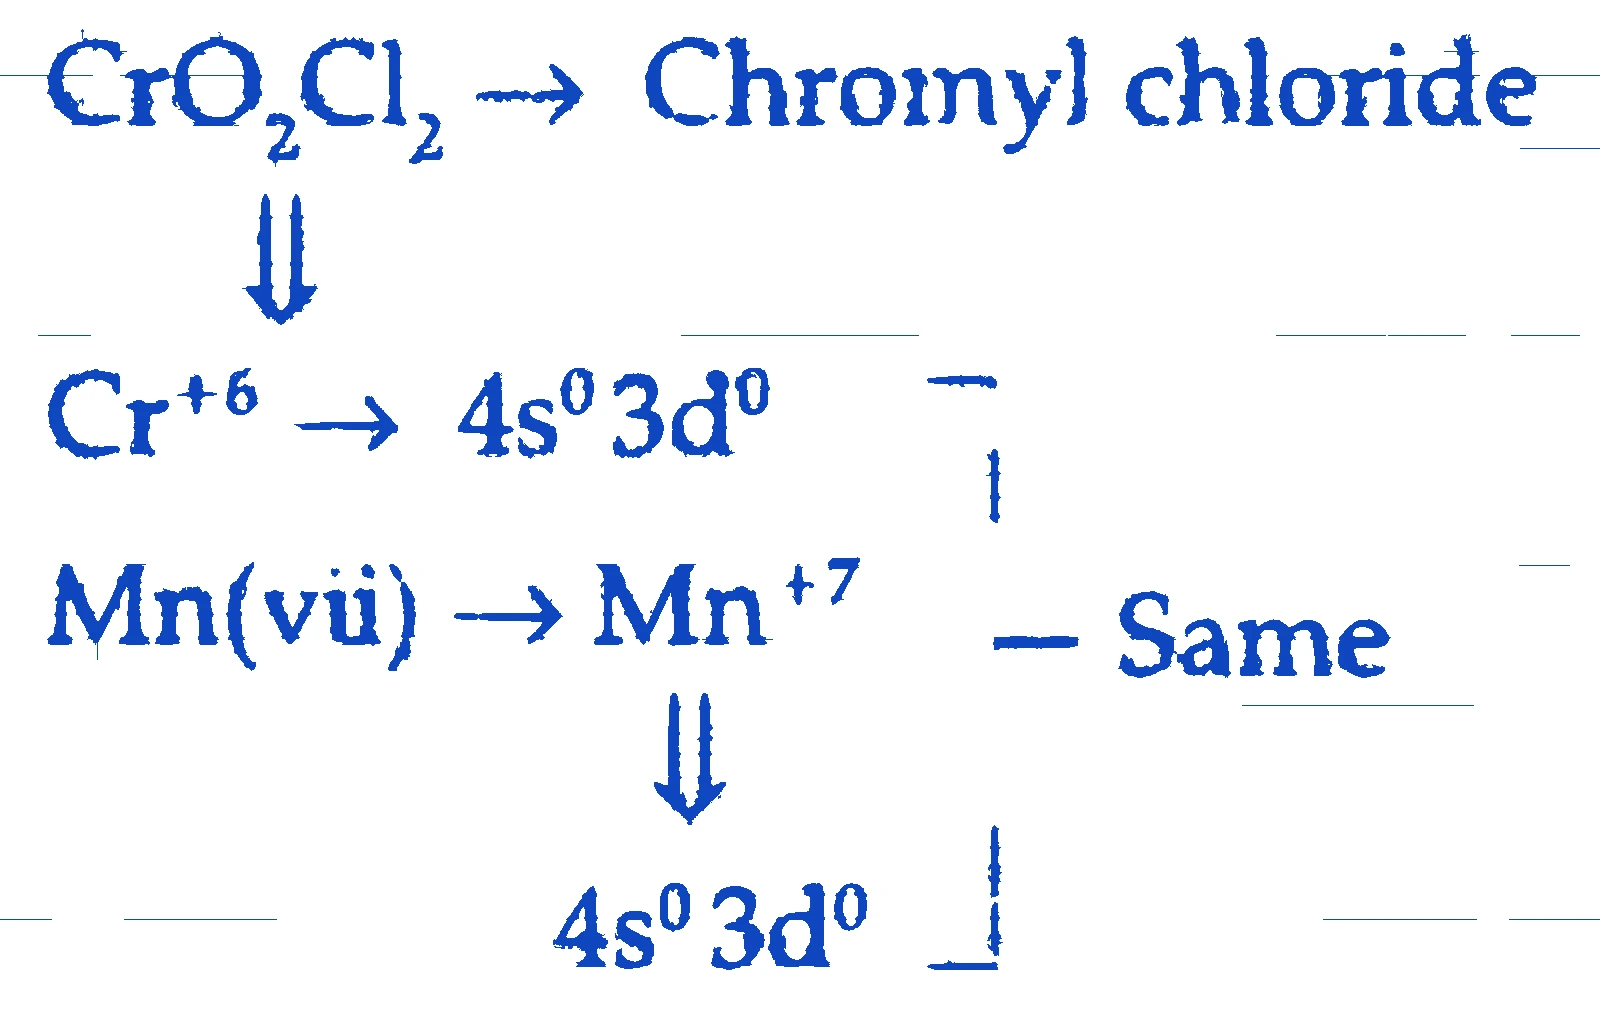 CrO₂Cl₂ → Chromyl chloride
⇓
Cr⁺⁶ → 4s⁰ 3d⁰
Mn(vii) → Mn⁺⁷
— Same
⇓
4s⁰ 3d⁰